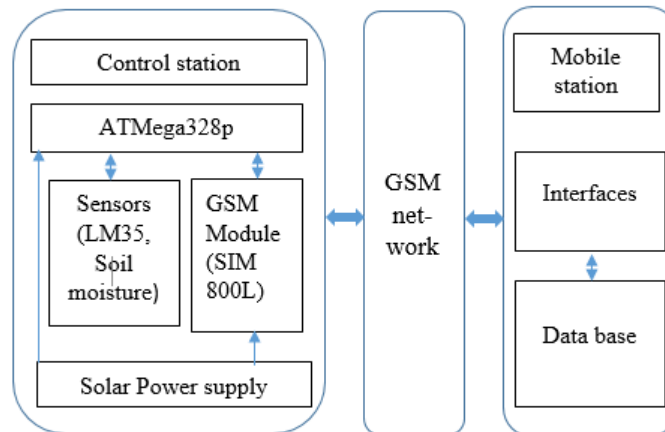 Control station
ATMega328p
Sensors
(LM35,
Soil
moisture)
GSM
Module
(SIM
800L)
Solar Power supply
GSM
net-
work
Mobile
station
Interfaces
Data base